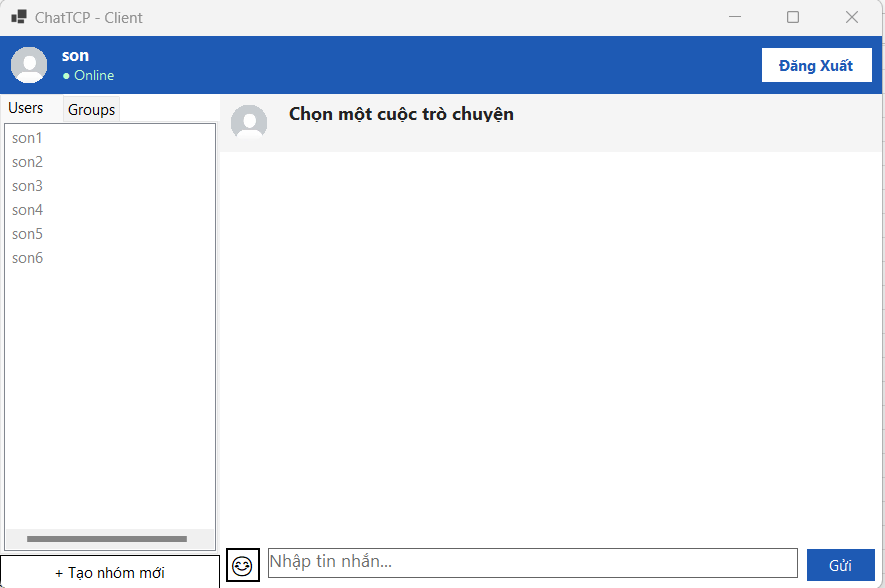 ChatTCP - Client
son
● Online
Đăng Xuất
Users
Groups
Chọn một cuộc trò chuyện
son1
son2
son3
son4
son5
son6
+ Tạo nhóm mới
Nhập tin nhắn...
Gửi